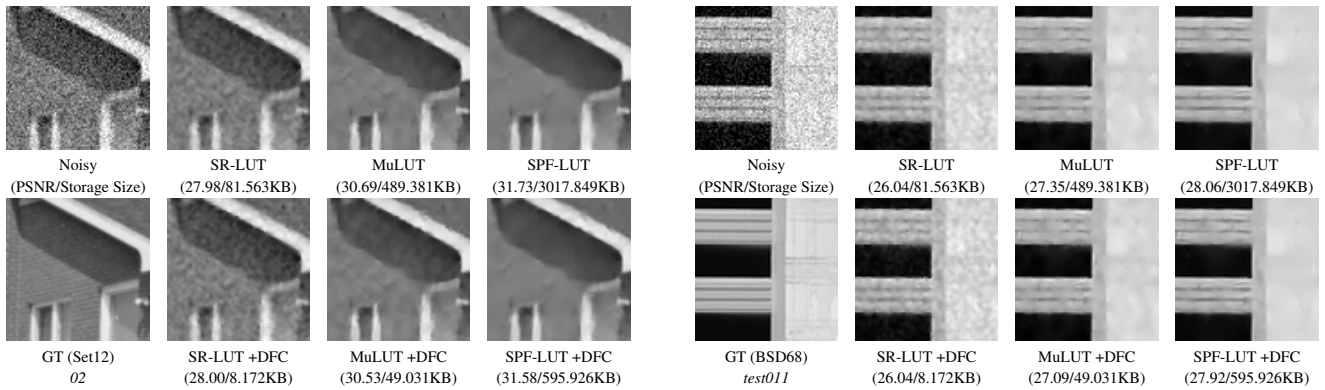 Noisy
(PSNR/Storage Size)
SR-LUT
(27.98/81.563KB)
MuLUT
(30.69/489.381KB)
SPF-LUT
(31.73/3017.849KB)
Noisy
(PSNR/Storage Size)
SR-LUT
(26.04/81.563KB)
MuLUT
(27.35/489.381KB)
SPF-LUT
(28.06/3017.849KB)
GT (Set12)
02
SR-LUT +DFC
(28.00/8.172KB)
MuLUT +DFC
(30.53/49.031KB)
SPF-LUT +DFC
(31.58/595.926KB)
GT (BSD68)
test011
SR-LUT +DFC
(26.04/8.172KB)
MuLUT +DFC
(27.09/49.031KB)
SPF-LUT +DFC
(27.92/595.926KB)